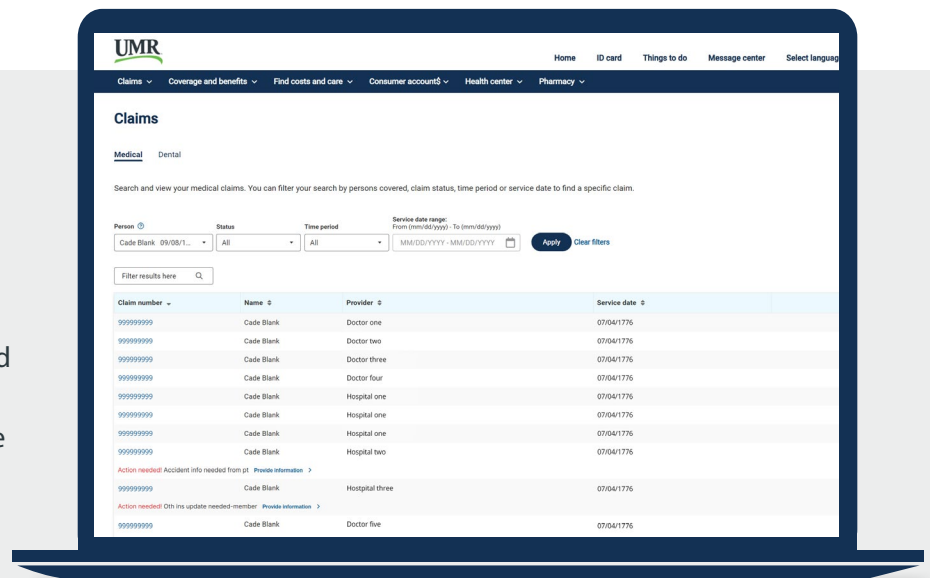 UMR
Home ID card Things to do Message center Select languag
Claims Coverage and benefits Find costs and care Consumer account$ Health center Pharmacy
Claims
Medical Dental
Search and view your medical claims. You can filter your search by persons covered, claim status, time period or service date to find a specific claim.
Service date range:
Person Status Time period From (mm/dd/yyyy) - To (mm/dd/yyyy)
Cade Blank 09/08/1... All All MM/DD/YYYY - MM/DD/YYYY Apply Clear filters
Filter results here
Claim number Name Provider Service date
999999999 Cade Blank Doctor one 07/04/1776
999999999 Cade Blank Doctor two 07/04/1776
d
999999999 Cade Blank Doctor three 07/04/1776
999999999 Cade Blank Doctor four 07/04/1776
999999999 Cade Blank Hospital one 07/04/1776
999999999 Cade Blank Hospital one 07/04/1776
e
999999999 Cade Blank Hospital one 07/04/1776
999999999 Cade Blank Hospital two 07/04/1776
Action needed! Accident info needed from pt Provide information >
999999999 Cade Blank Hostpital three 07/04/1776
Action needed! Oth ins update needed-member Provide information >
999999999 Cade Blank Doctor five 07/04/1776